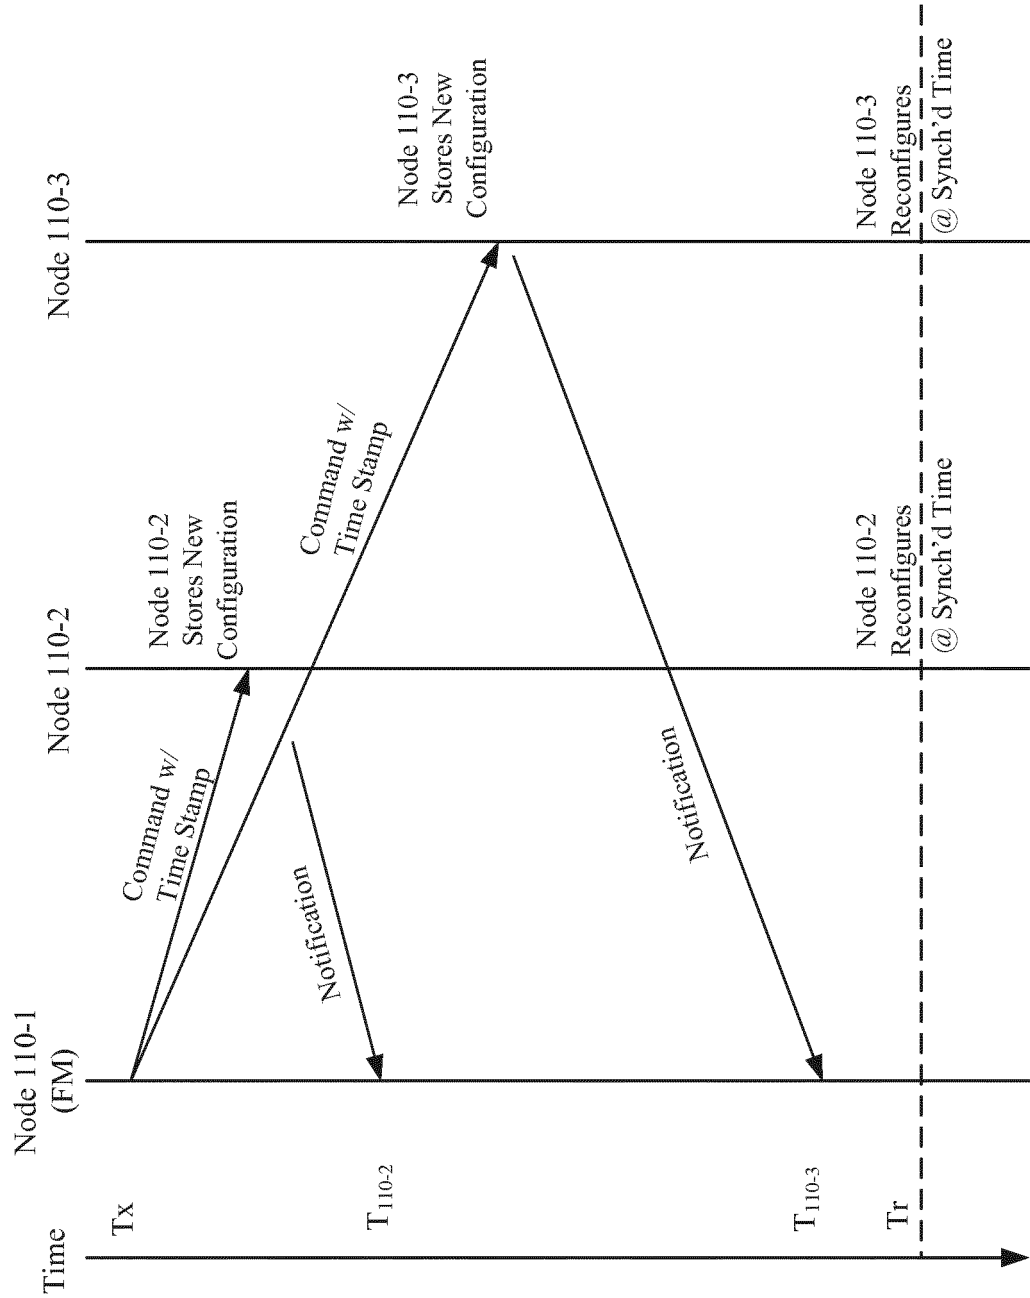 Time
Node 110-1
(FM)
Node 110-2
Node 110-3
Tx
Command w/
Time Stamp
Node 110-2
Stores New
Configuration
Command w/
Time Stamp
Notification
T110-2
Node 110-3
Stores New
Configuration
Notification
T110-3
Tr
Node 110-2
Reconfigures
@ Synch'd Time
Node 110-3
Reconfigures
@ Synch'd Time